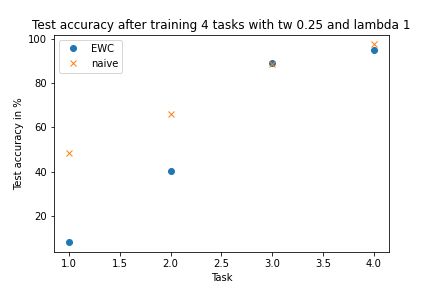 Test accuracy after training 4 tasks with tw 0.25 and lambda 1
100
EWC
naive
80
60
40
20
Test accuracy in %
1.0 1.5 2.0 2.5 3.0 3.5 4.0
Task